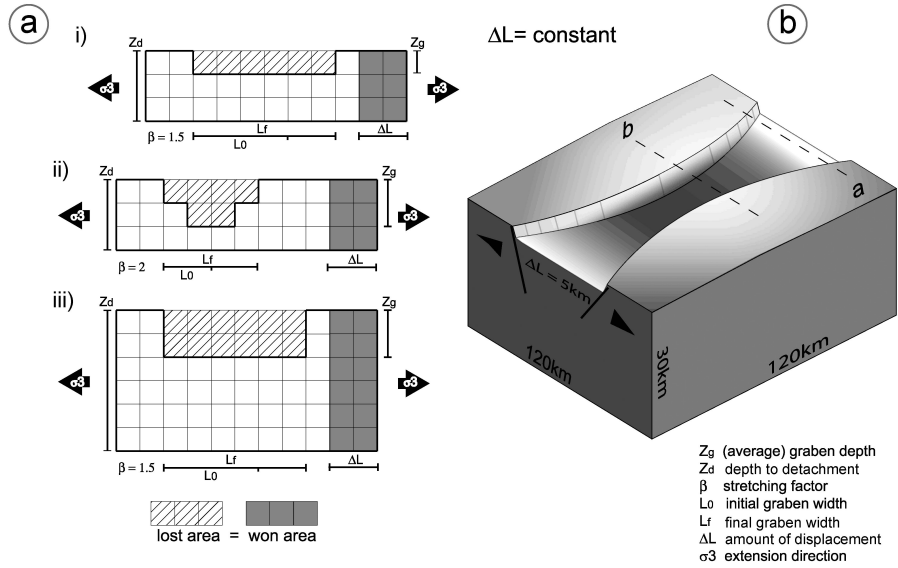 a
i)
Zd
Zg
σ3
σ3
β = 1.5
Lf
L0
ΔL
ii)
Zd
Zg
σ3
σ3
β = 2
Lf
L0
ΔL
iii)
Zd
Zg
σ3
σ3
β = 1.5
Lf
L0
ΔL
lost area = won area
ΔL= constant
b
b
a
ΔL = 5km
120km
30km
120km
Zg (average) graben depth
Zd depth to detachment
β stretching factor
L0 initial graben width
Lf final graben width
ΔL amount of displacement
σ3 extension direction